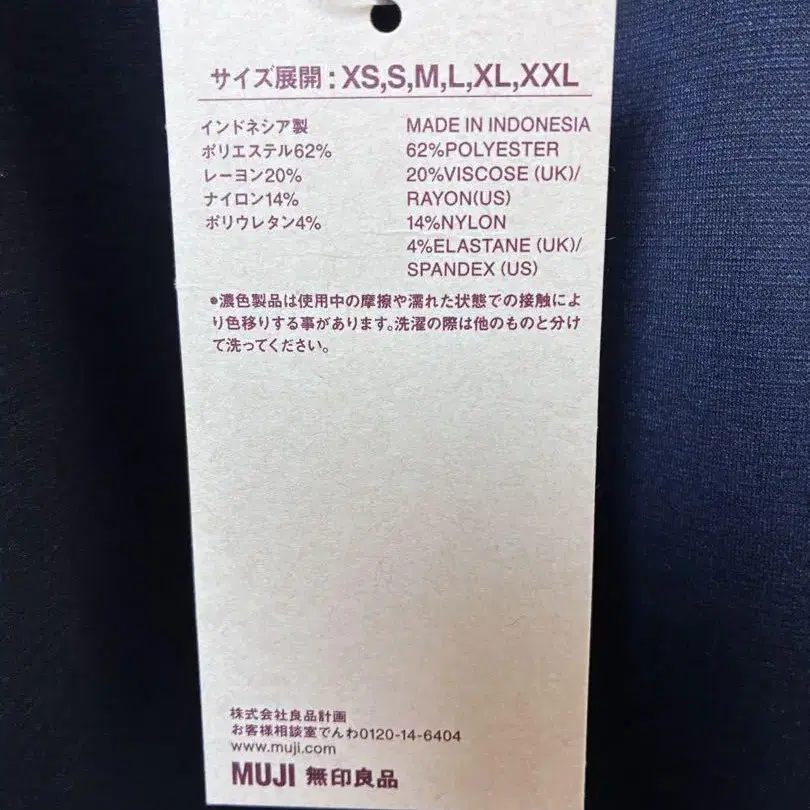 サイズ展開:XS,S,M,L,XL,XXL
インドネシア製
ポリエステル62%
レーヨン20%
ナイロン14%
ポリウレタン4%
MADE IN INDONESIA
62%POLYESTER
20%VISCOSE (UK)/
RAYON(US)
14%NYLON
4%ELASTANE (UK)/
SPANDEX (US)
●濃色製品は使用中の摩擦や濡れた状態での接触によ
り色移りする事があります。洗濯の際は他のものと分け
て洗ってください。
株式会社良品計画
お客様相談室でんわ0120-14-6404
www.muji.com
MUJI 無印良品